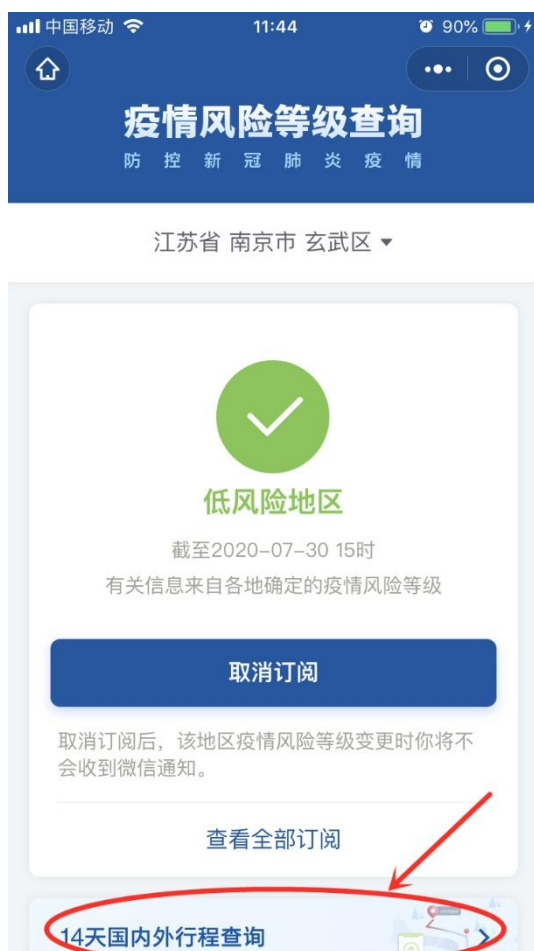 中国移动 11:44 90%
疫情风险等级查询
防控新冠肺炎疫情
江苏省 南京市 玄武区
低风险地区
截至2020-07-30 15时
有关信息来自各地确定的疫情风险等级
取消订阅
取消订阅后，该地区疫情风险等级变更时你将不
会收到微信通知。
查看全部订阅
14天国内外行程查询